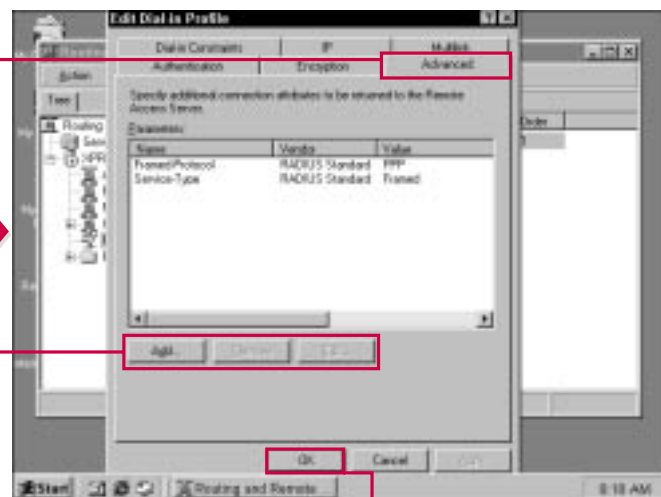 Edit Dial-in Profile
Dial-in Constraints IP Multilink
Authentication Encryption Advanced
Specify additional connection attributes to be returned to the Remote
Access Server.
Parameters:
Name Vendor Value
Framed-Protocol RADIUS Standard PPP
Service-Type RADIUS Standard Framed
Add...
OK Cancel
Action
Tree
Routing
Order
1
Start Routing and Remote... 8:18 AM